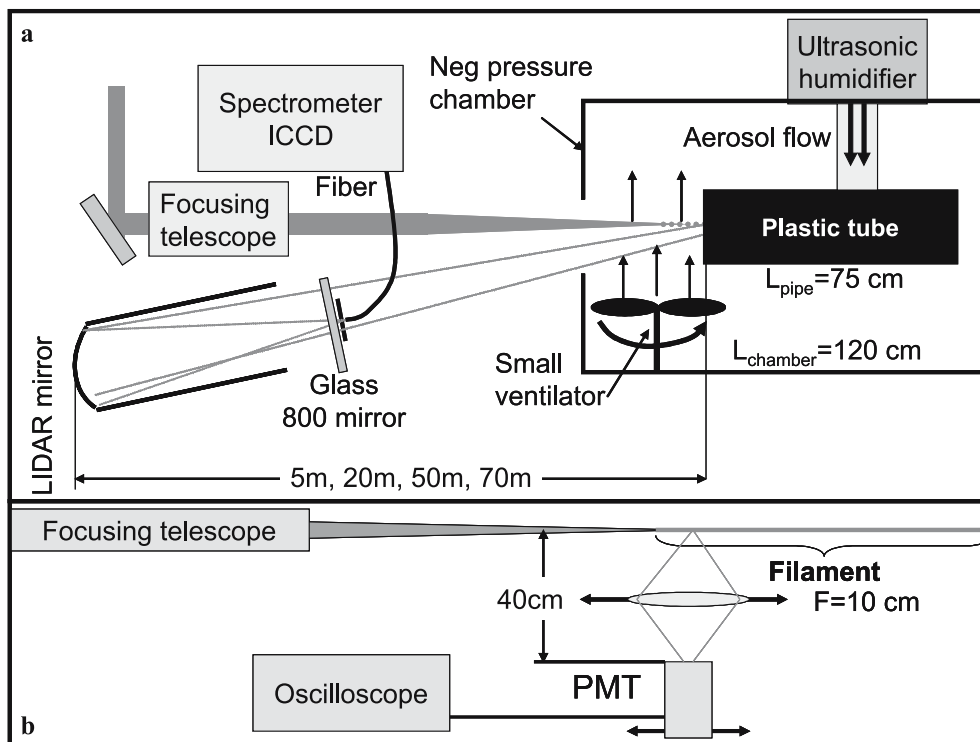 a
Ultrasonic
humidifier
Neg pressure
chamber
Spectrometer
ICCD
Aerosol flow
Fiber
Focusing
telescope
Plastic tube
L_pipe=75 cm
L_chamber=120 cm
Small
ventilator
Glass
800 mirror
LIDAR mirror
5m, 20m, 50m, 70m
Focusing telescope
Filament
F=10 cm
40cm
PMT
Oscilloscope
b